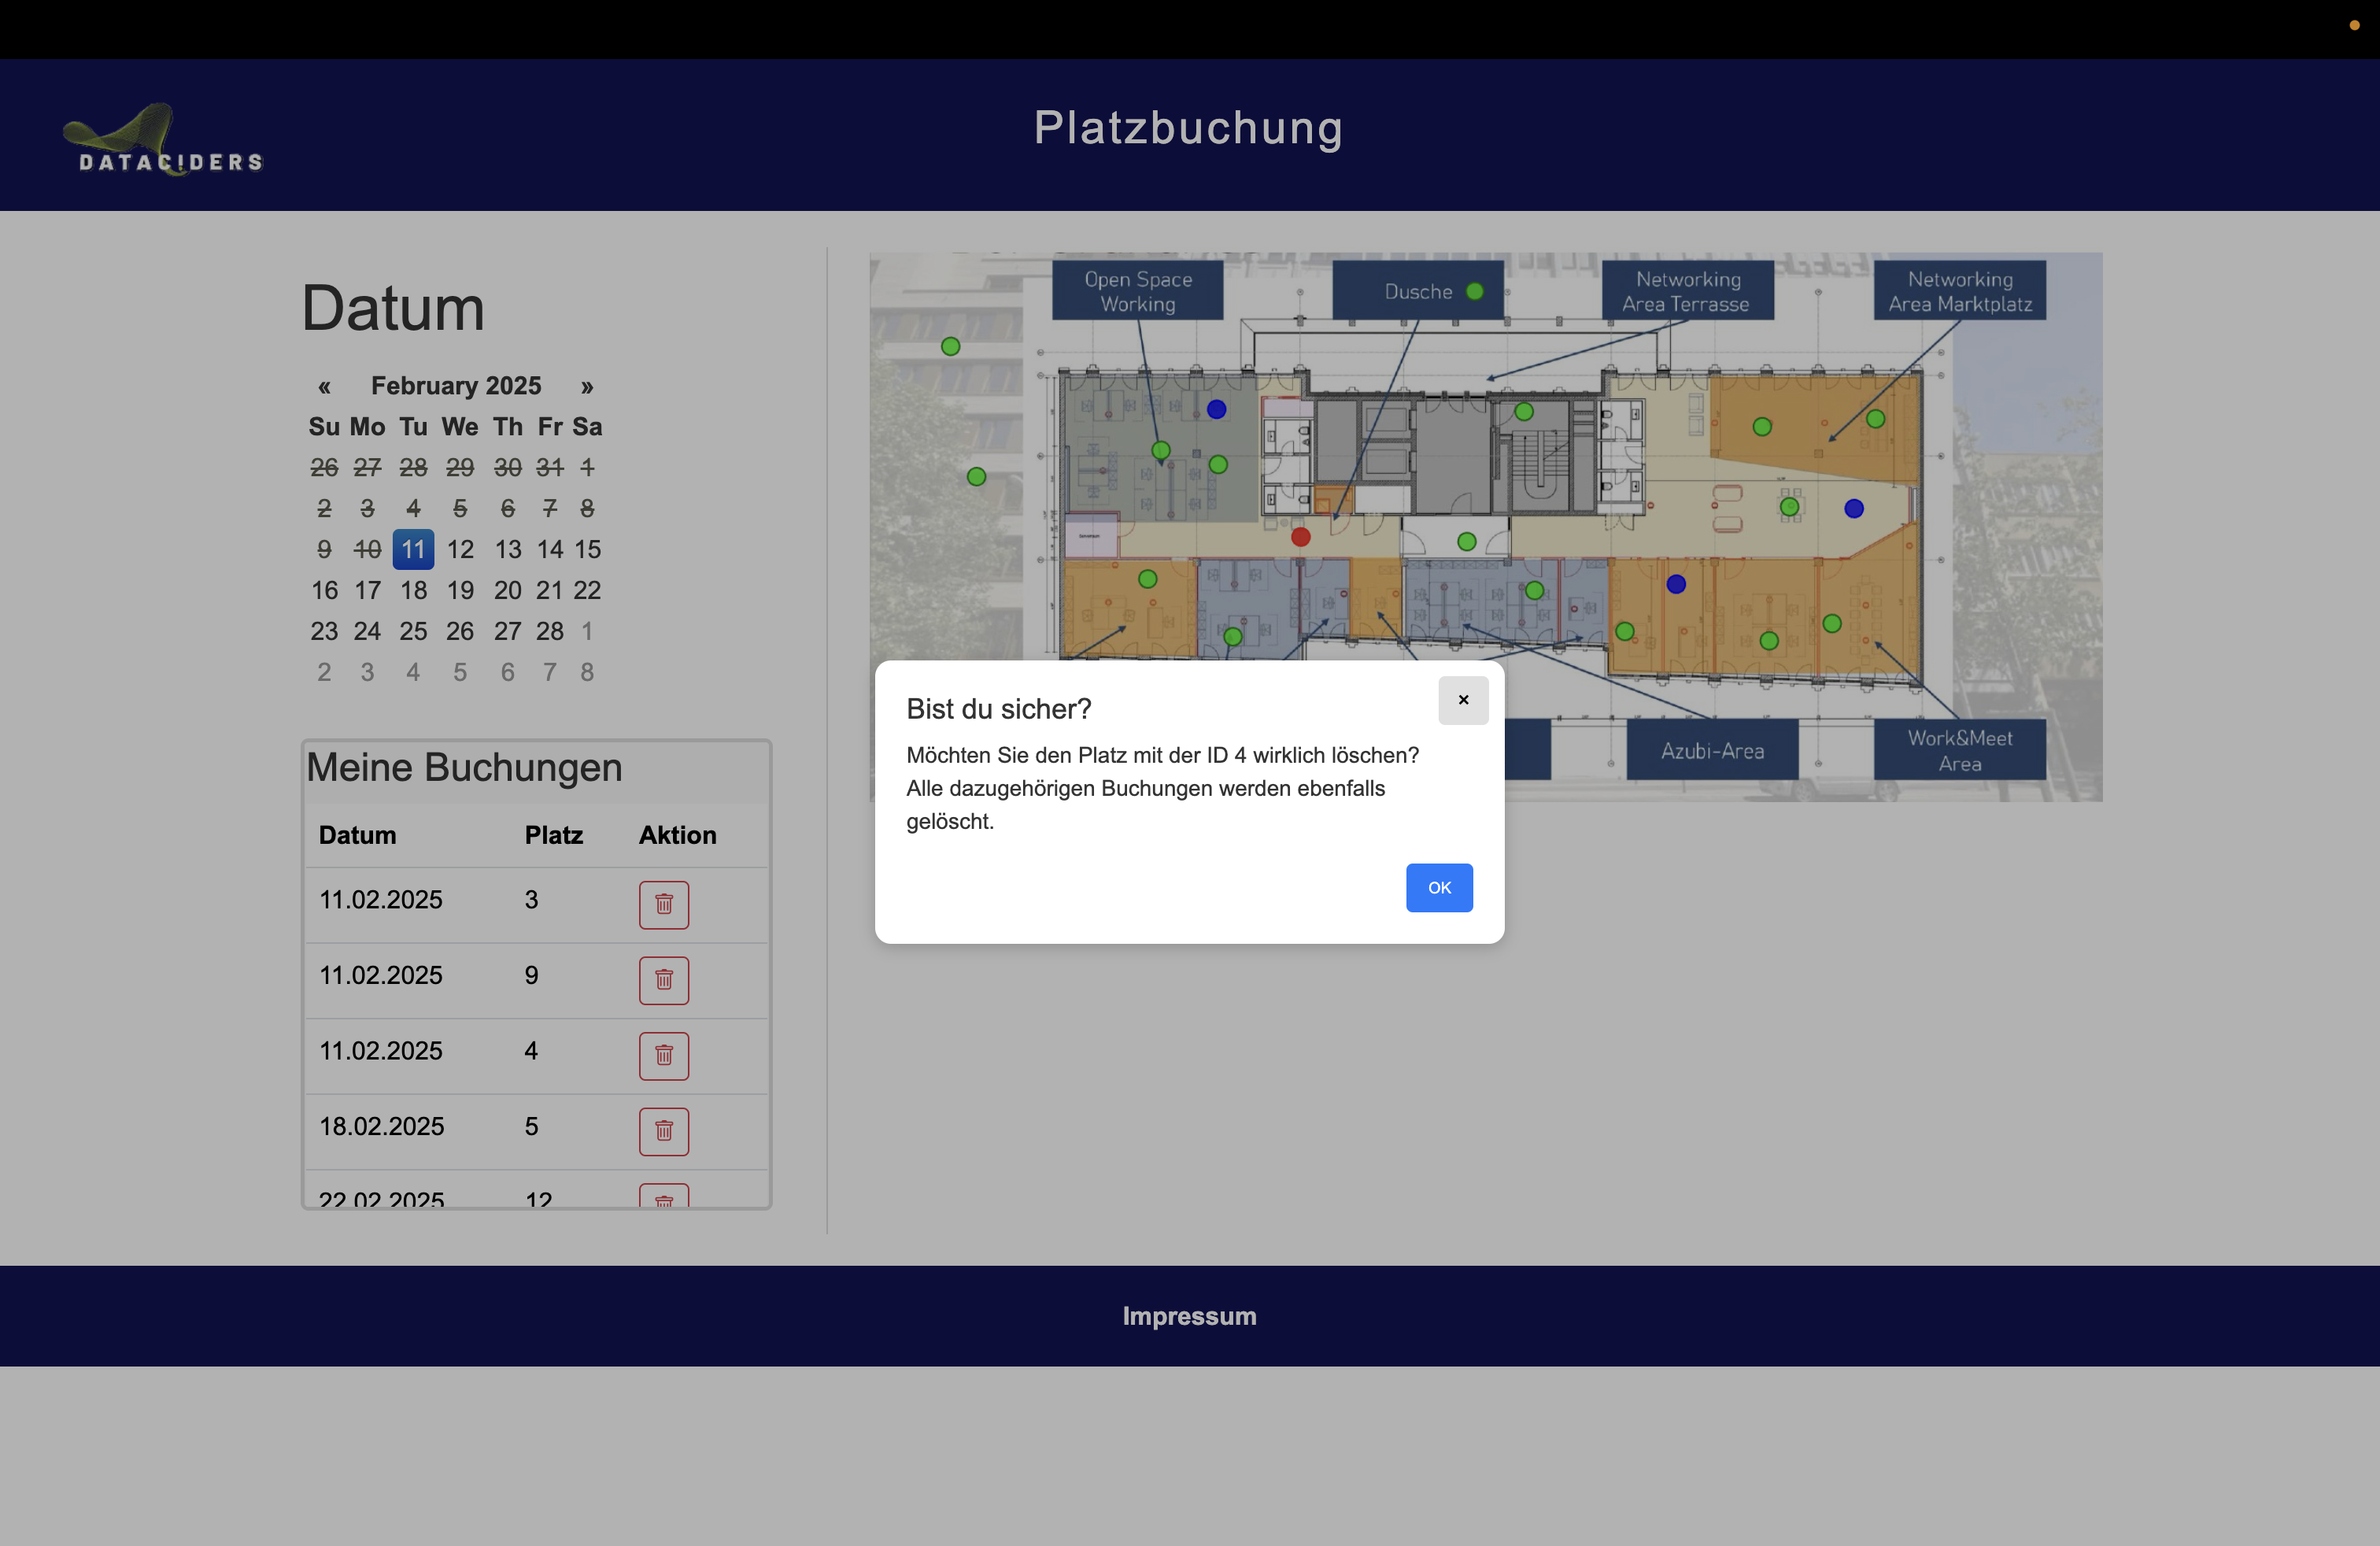 DATAC!DERS
Platzbuchung
Datum
« February 2025 »
Su Mo Tu We Th Fr Sa
26 27 28 29 30 31 1
2 3 4 5 6 7 8
9 10 11 12 13 14 15
16 17 18 19 20 21 22
23 24 25 26 27 28 1
2 3 4 5 6 7 8
Meine Buchungen
Datum Platz Aktion
11.02.2025 3
11.02.2025 9
11.02.2025 4
18.02.2025 5
22.02.2025 12
Open Space
Working
Dusche
Networking
Area Terrasse
Networking
Area Marktplatz
Azubi-Area
Work&Meet
Area
Bist du sicher?
×
Möchten Sie den Platz mit der ID 4 wirklich löschen?
Alle dazugehörigen Buchungen werden ebenfalls
gelöscht.
OK
Impressum